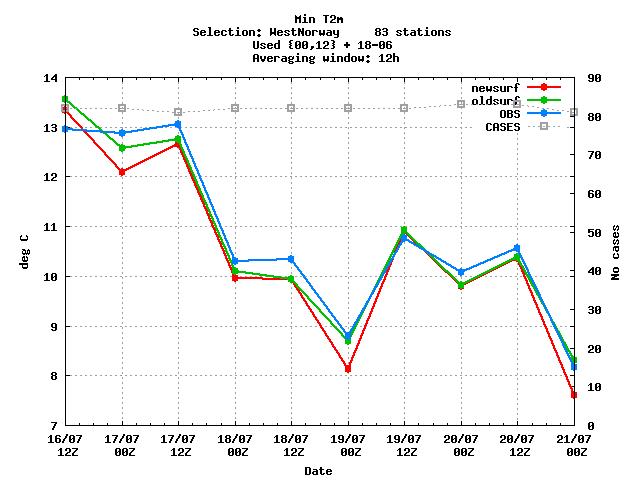 Min T2m
Selection: WestNorway     83 stations
Used {00,12} + 18-06
Averaging window: 12h
14 90
newsurf
oldsurf
OBS
CASES
13 80
12 70
11 60
10 50
9 40
8 30
7 20
10
0
deg C
No cases
16/07 17/07 17/07 18/07 18/07 19/07 19/07 20/07 20/07 21/07
12Z 00Z 12Z 00Z 12Z 00Z 12Z 00Z 12Z 00Z
Date